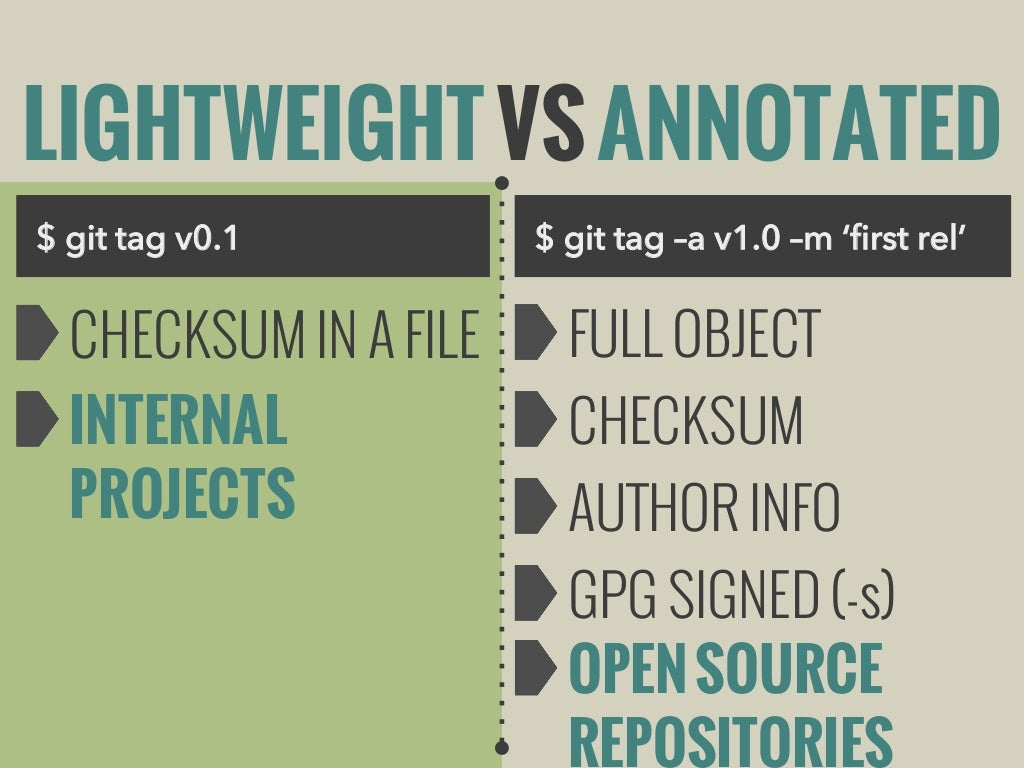 LIGHTWEIGHT VS ANNOTATED
$ git tag v0.1
CHECKSUM IN A FILE
INTERNAL
PROJECTS
$ git tag –a v1.0 –m ‘first rel’
FULL OBJECT
CHECKSUM
AUTHOR INFO
GPG SIGNED (-s)
OPEN SOURCE
REPOSITORIES